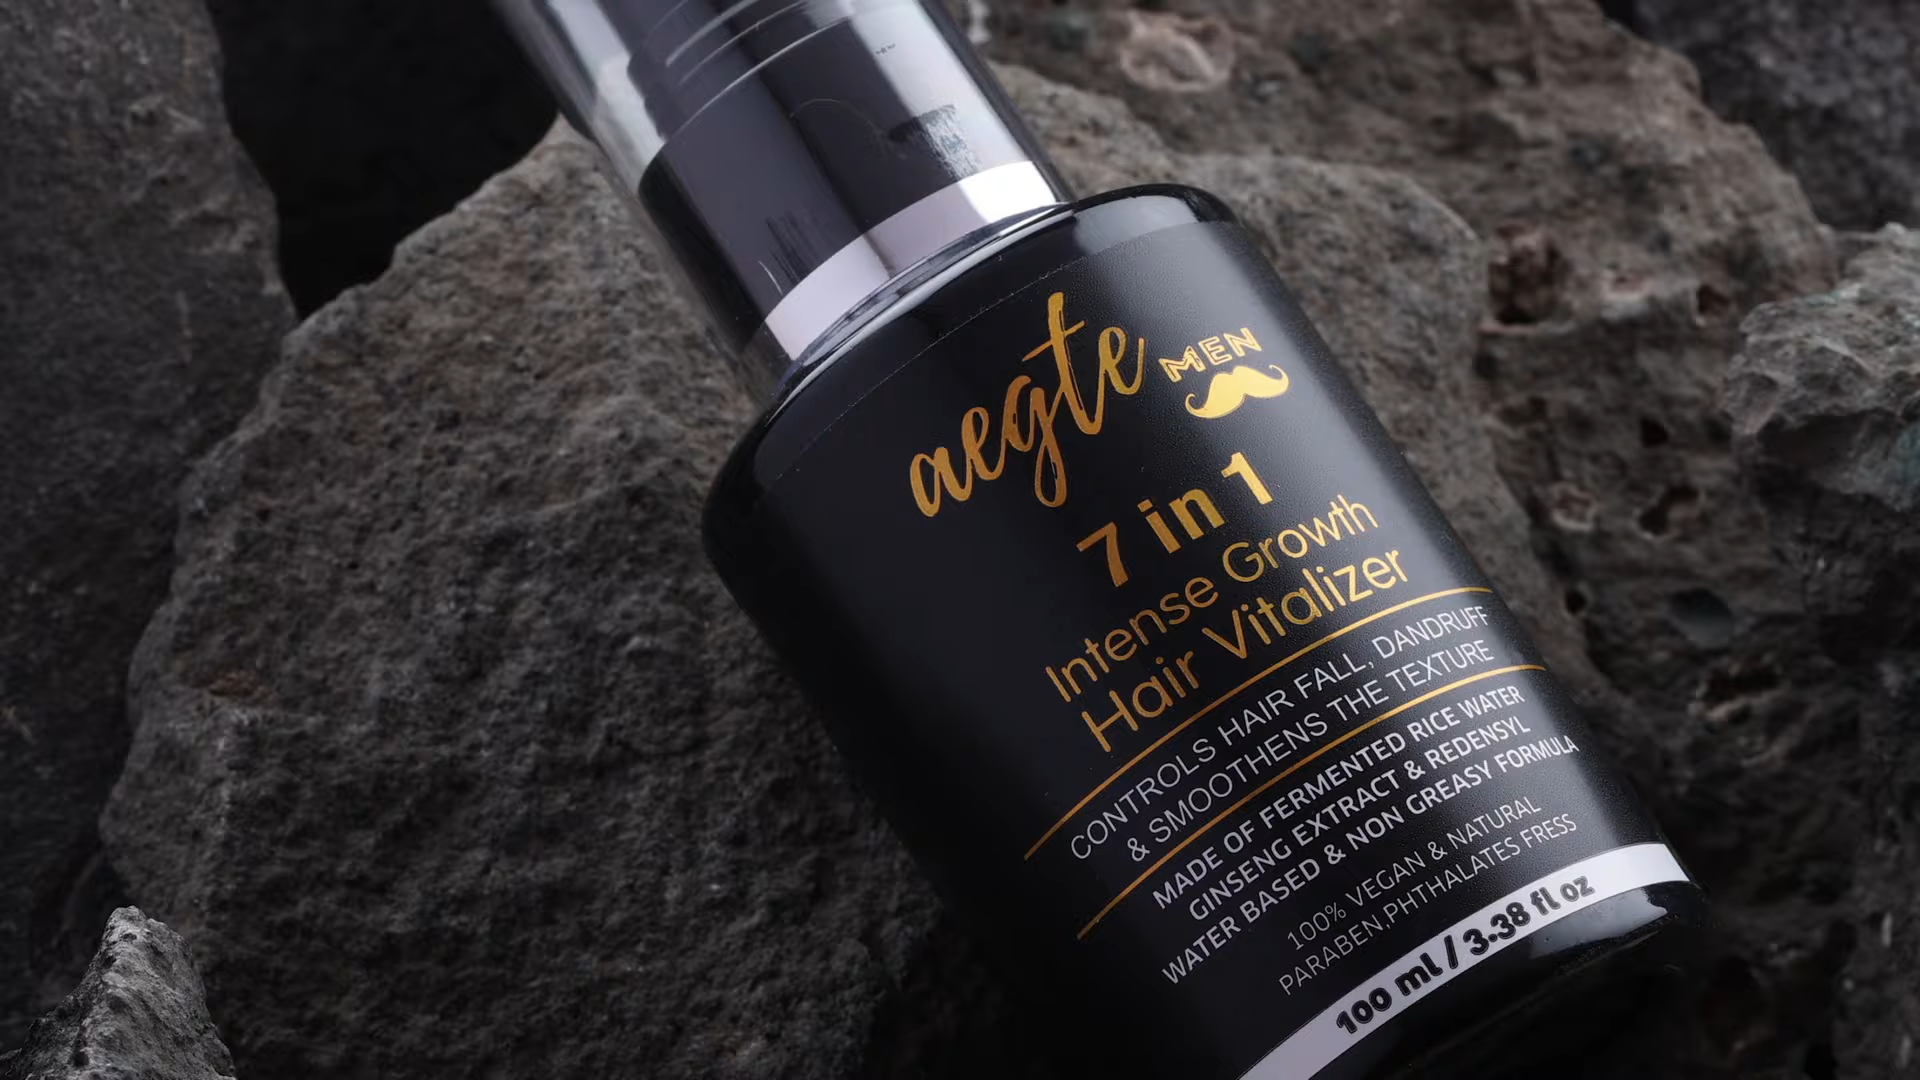 aegte MEN
7 in 1
Intense Growth
Hair Vitalizer
CONTROLS HAIR FALL, DANDRUFF
& SMOOTHENS THE TEXTURE
MADE OF FERMENTED RICE WATER
GINSENG EXTRACT & REDENSYL
WATER BASED & NON GREASY FORMULA
100% VEGAN & NATURAL
PARABEN,PHTHALATES FRESS
100 ml / 3.38 fl oz